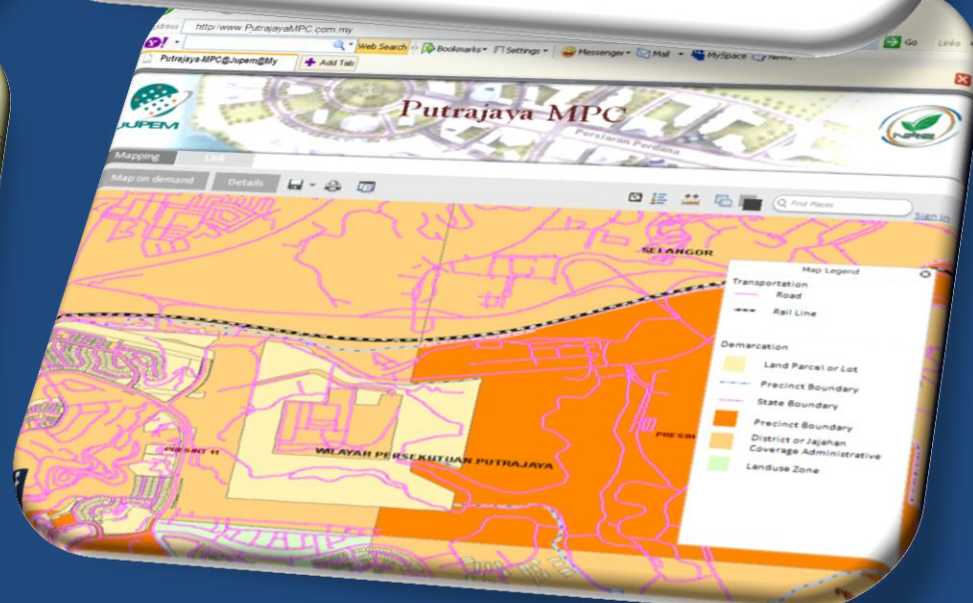 http://www.PutrajayaMPC.com.my
Go Links
Web Search Bookmarks Settings Messenger Mail MySpace
Putrajaya-MPC@Jupem@My Add Tab
JUPEM
Putrajaya MPC
NRE
Persiaran Perdana
Mapping Link
Map on demand Details
Find Places
Sign In
SELANGOR
Map Legend
Transportation
Road
Rail Line
Demarcation
Land Parcel or Lot
Precinct Boundary
State Boundary
Precinct Boundary
District or Jajahan
Coverage Administrative
Landuse Zone
PRESINT 11
WILAYAH PERSEKUTUAN PUTRAJAYA